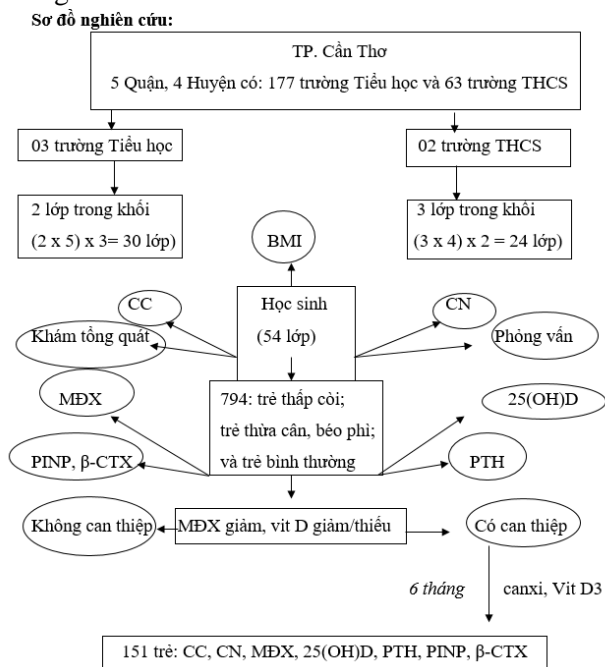 Sơ đồ nghiên cứu:
TP. Cần Thơ
5 Quận, 4 Huyện có: 177 trường Tiểu học và 63 trường THCS
03 trường Tiểu học
02 trường THCS
2 lớp trong khối
(2 x 5) x 3= 30 lớp)
3 lớp trong khối
(3 x 4) x 2 = 24 lớp)
BMI
CC
Học sinh
(54 lớp)
CN
Khám tổng quát
Phỏng vấn
MĐX
794: trẻ thấp còi;
trẻ thừa cân, béo phì;
và trẻ bình thường
25(OH)D
PINP, β-CTX
PTH
Không can thiệp
MĐX giảm, vit D giảm/thiếu
Có can thiệp
6 tháng
canxi, Vit D3
151 trẻ: CC, CN, MĐX, 25(OH)D, PTH, PINP, β-CTX